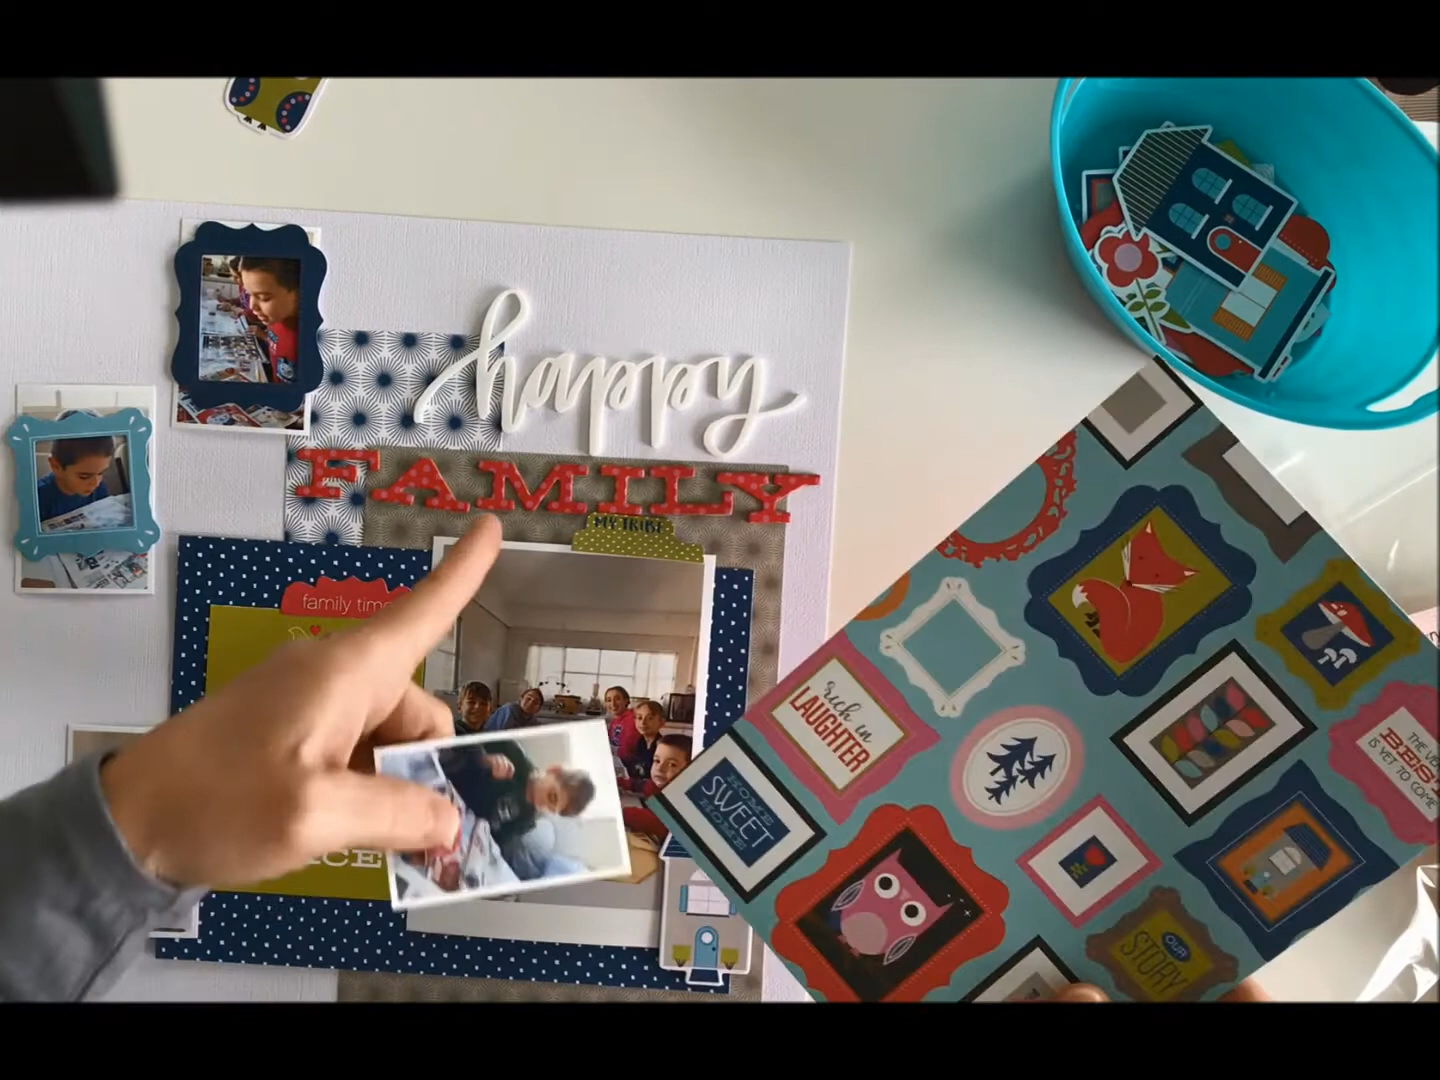 happy
FAMILY
MY TRIBE
family time
rich in
LAUGHTER
HOME
SWEET
HOME
THE
BEST
IS YET TO COME
OUR
STORY